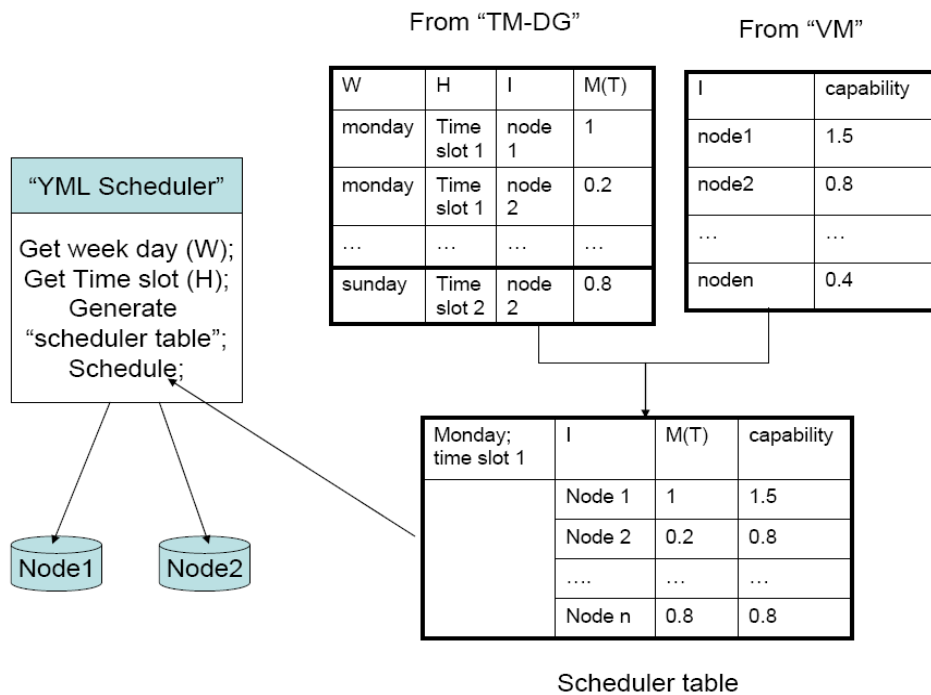 From “TM-DG”
From “VM”
W H I M(T)
monday Time slot 1 node 1 1
monday Time slot 1 node 2 0.2
… … … …
sunday Time slot 2 node 2 0.8
I capability
node1 1.5
node2 0.8
… …
noden 0.4
“YML Scheduler”
Get week day (W);
Get Time slot (H);
Generate
“scheduler table”;
Schedule;
Node1
Node2
Monday; time slot 1 I M(T) capability
Node 1 1 1.5
Node 2 0.2 0.8
.... … …
Node n 0.8 0.8
Scheduler table